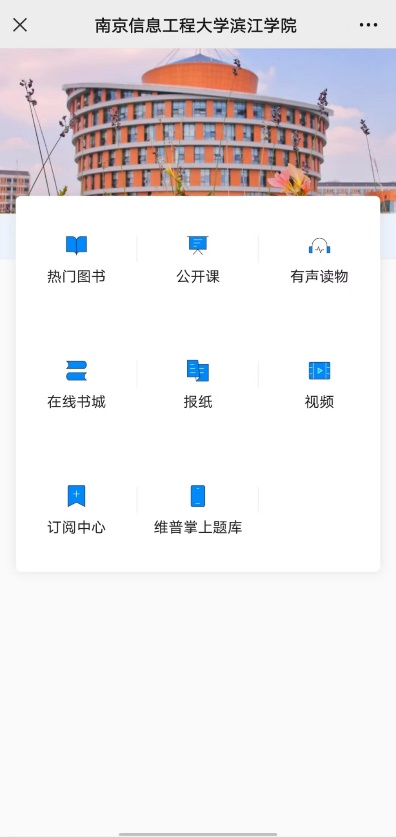 南京信息工程大学滨江学院
热门图书
公开课
有声读物
在线书城
报纸
视频
订阅中心
维普掌上题库